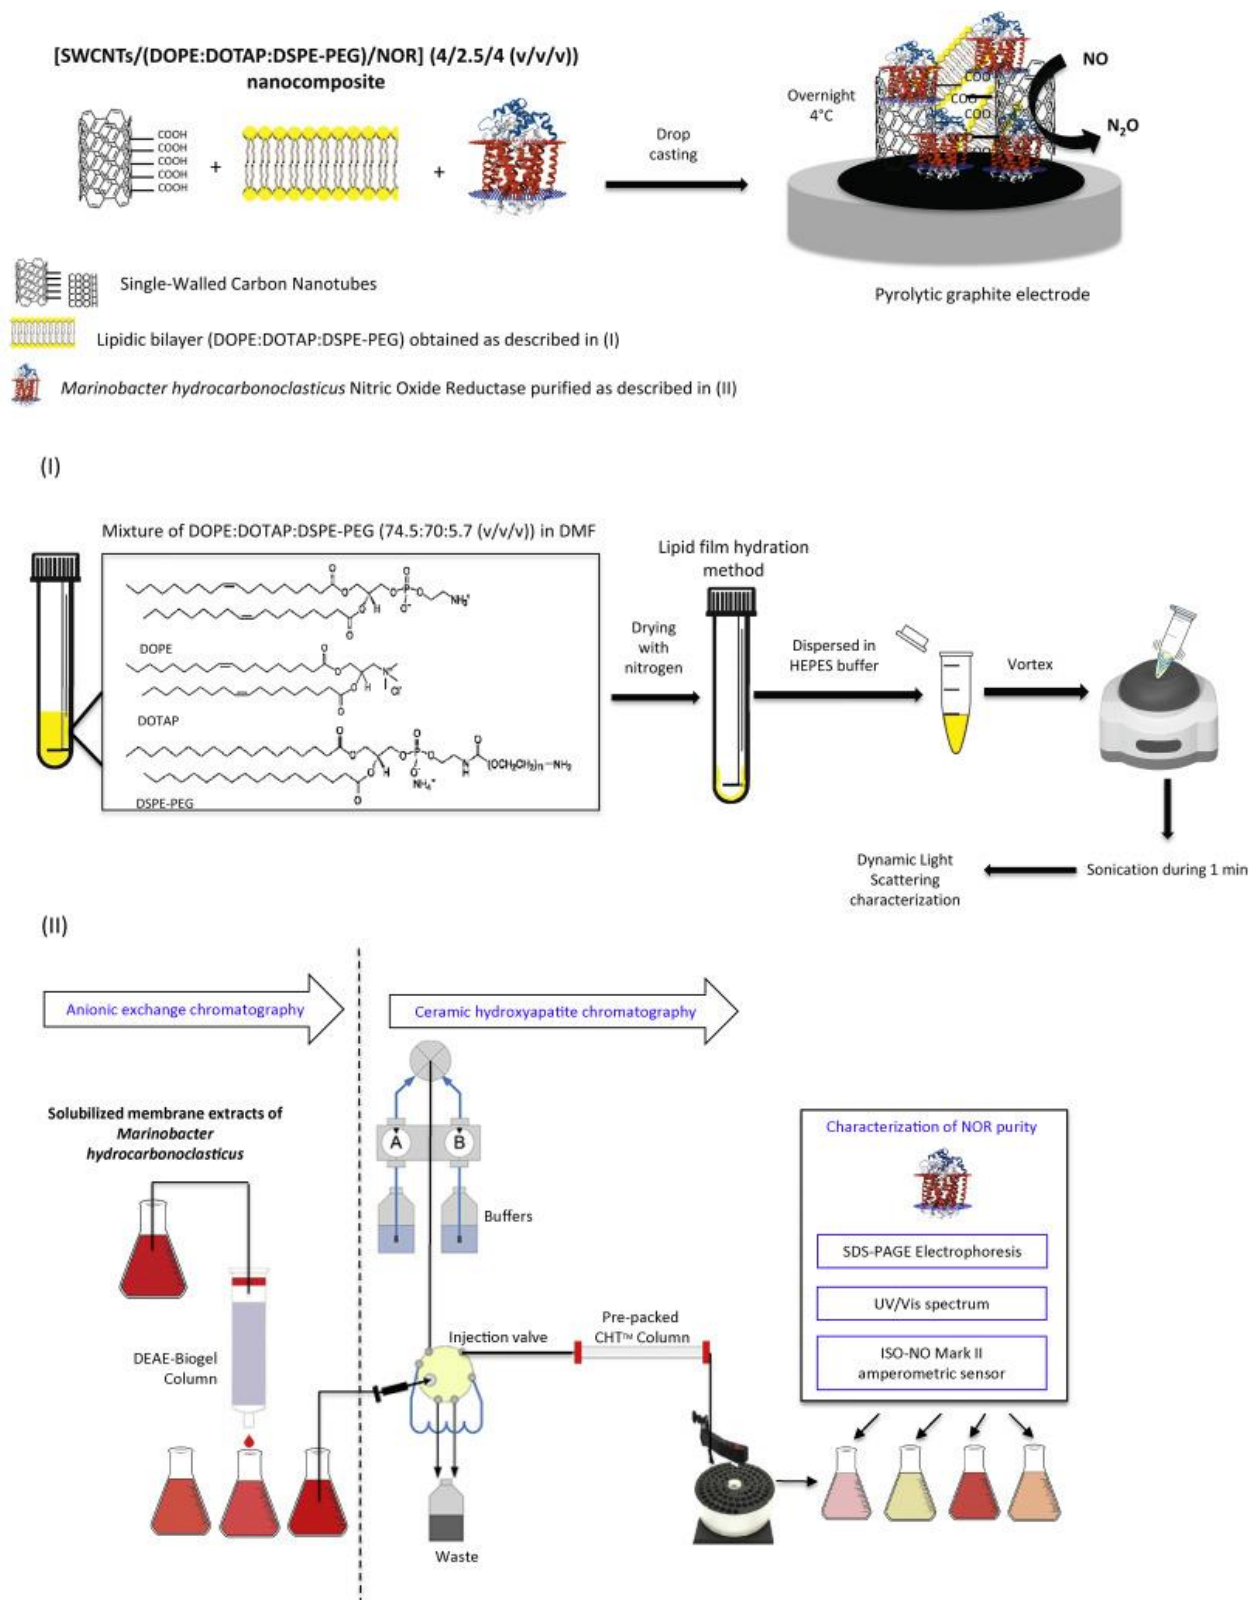 [SWCNTs/(DOPE:DOTAP:DSPE-PEG)/NOR] (4/2.5/4 (v/v/v))
nanocomposite
COOH
COOH
COOH
COOH
COOH
+
+
Drop
casting
Overnight
4°C
COO
COO
COO
NO
N₂O
Pyrolytic graphite electrode
Single-Walled Carbon Nanotubes
Lipidic bilayer (DOPE:DOTAP:DSPE-PEG) obtained as described in (I)
Marinobacter hydrocarbonoclasticus Nitric Oxide Reductase purified as described in (II)
(I)
Mixture of DOPE:DOTAP:DSPE-PEG (74.5:70:5.7 (v/v/v)) in DMF
DOPE
DOTAP
DSPE-PEG
Drying
with
nitrogen
Lipid film hydration
method
Dispersed in
HEPES buffer
Vortex
Sonication during 1 min
Dynamic Light
Scattering
characterization
(II)
Anionic exchange chromatography
Ceramic hydroxyapatite chromatography
Solubilized membrane extracts of
Marinobacter
hydrocarbonoclasticus
DEAE-Biogel
Column
A
B
Buffers
Injection valve
Pre-packed
CHT™ Column
Waste
Characterization of NOR purity
SDS-PAGE Electrophoresis
UV/Vis spectrum
ISO-NO Mark II
amperometric sensor